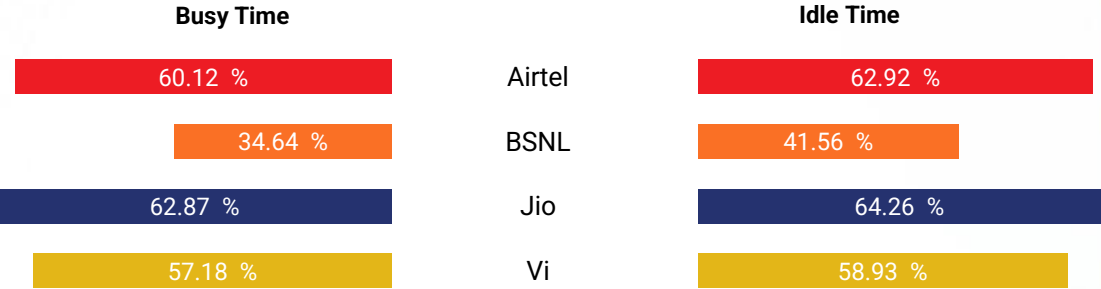 Busy Time Idle Time
60.12 % Airtel 62.92 %
34.64 % BSNL 41.56 %
62.87 % Jio 64.26 %
57.18 % Vi 58.93 %